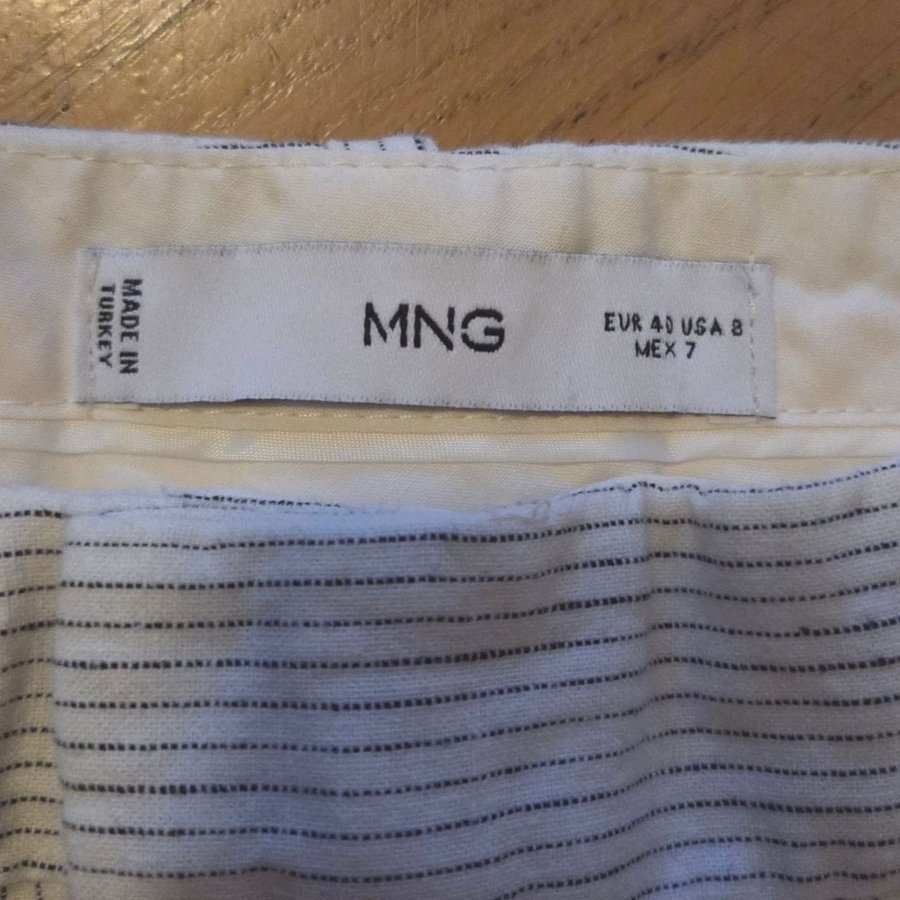 MADE IN
TURKEY
MNG
EUR 40 USA 8
MEX 7